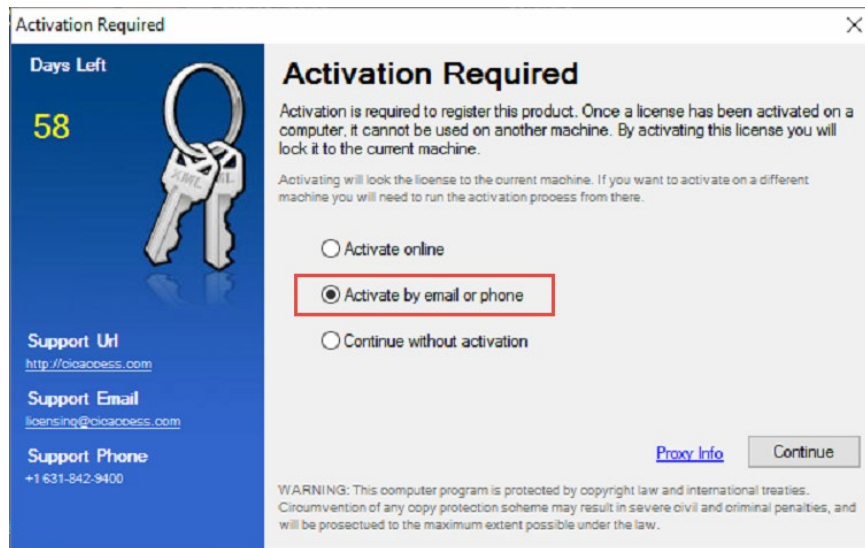 Activation Required
Days Left
58
XML
Support Url
http://cicaccess.com
Support Email
licensing@cicaccess.com
Support Phone
+1 631-842-9400
Activation Required
Activation is required to register this product. Once a license has been activated on a
computer, it cannot be used on another machine. By activating this license you will
lock it to the current machine.
Activating will lock the license to the current machine. If you want to activate on a different
machine you will need to run the activation process from there.
Activate online
Activate by email or phone
Continue without activation
Proxy Info
Continue
WARNING: This computer program is protected by copyright law and international treaties.
Circumvention of any copy protection scheme may result in severe civil and criminal penalties, and
will be prosectued to the maximum extent possible under the law.